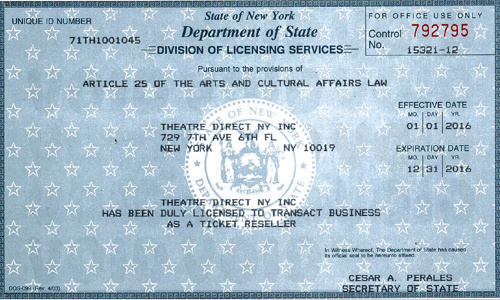 State of New York
Department of State
DIVISION OF LICENSING SERVICES
UNIQUE ID NUMBER
71TH1001045
FOR OFFICE USE ONLY
Control No. 792795
15321-12
Pursuant to the provisions of
ARTICLE 25 OF THE ARTS AND CULTURAL AFFAIRS LAW
EFFECTIVE DATE
MO. DAY YR.
01 01 2016
THEATRE DIRECT NY INC
729 7TH AVE 6TH FL
NEW YORK NY 10019
EXPIRATION DATE
MO. DAY YR.
12 31 2016
THEATRE DIRECT NY INC
HAS BEEN DULY LICENSED TO TRANSACT BUSINESS
AS A TICKET RESELLER
In Witness Whereof, The Department of State has caused
its official seal to be hereunto affixed.
CESAR A. PERALES
SECRETARY OF STATE
DOS-098 (Rev. 4/03)